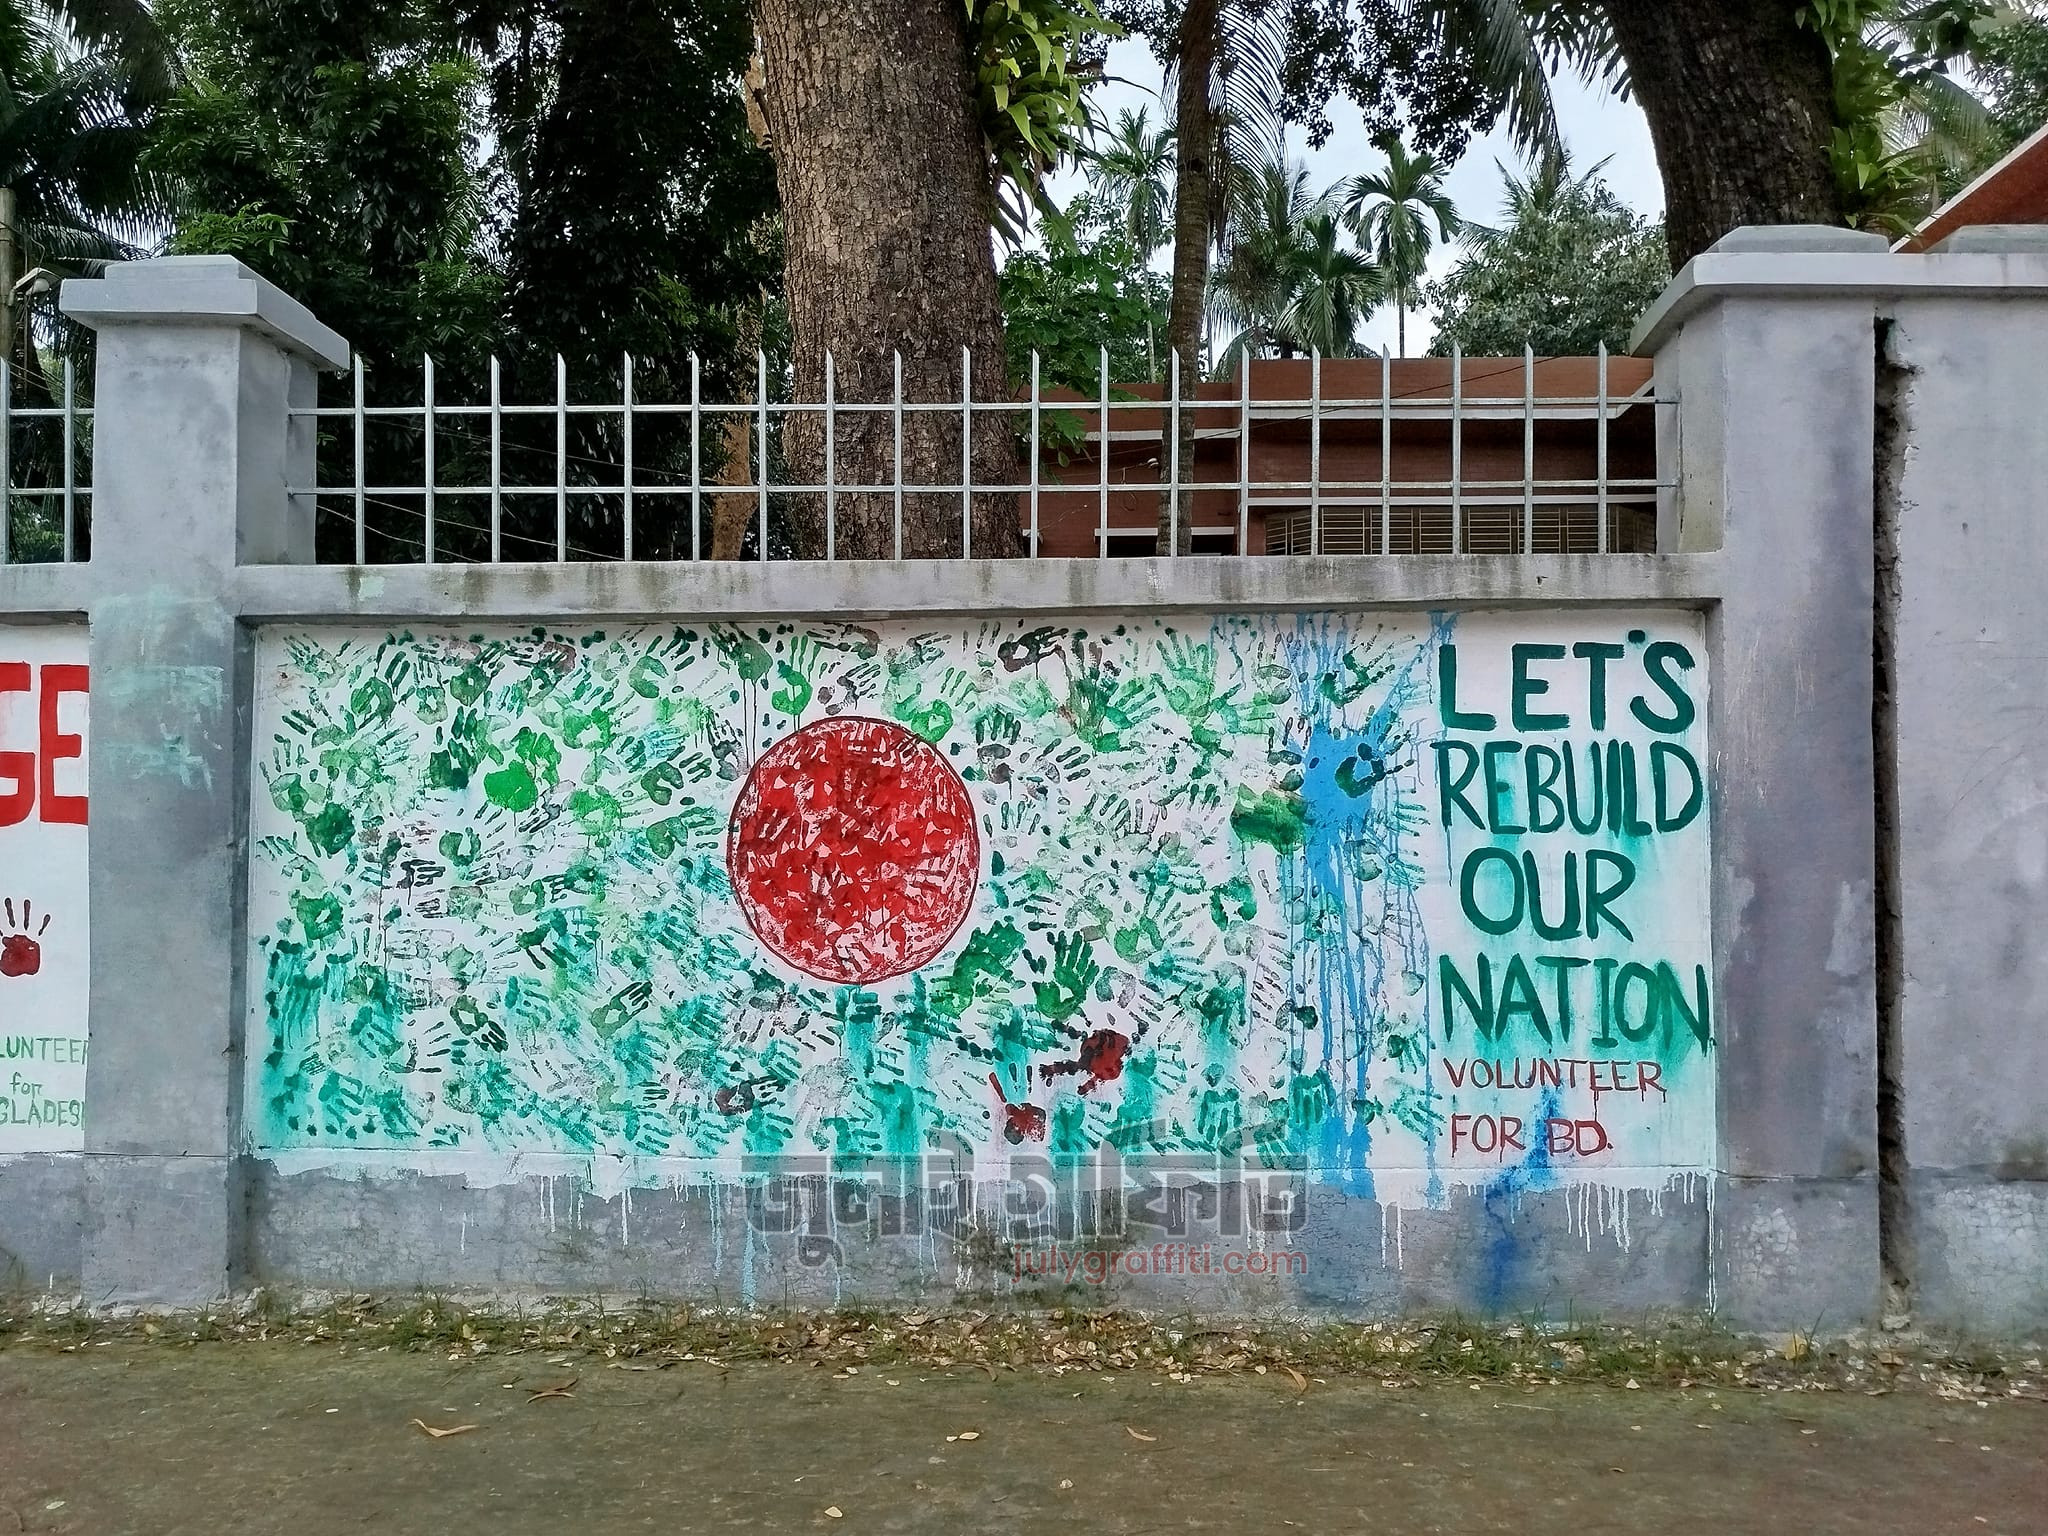 GE
LUNTEER
for
GLADESH
LET'S
REBUILD
OUR
NATION
VOLUNTEER
FOR BD.
জুলাই গ্রাফিতি
julygraffiti.com